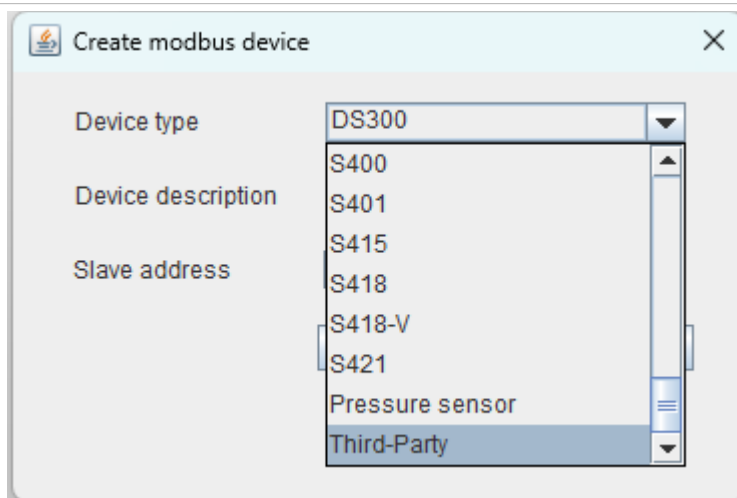 Create modbus device
Device type DS300
S400
Device description S401
S415
Slave address S418
S418-V
S421
Pressure sensor
Third-Party